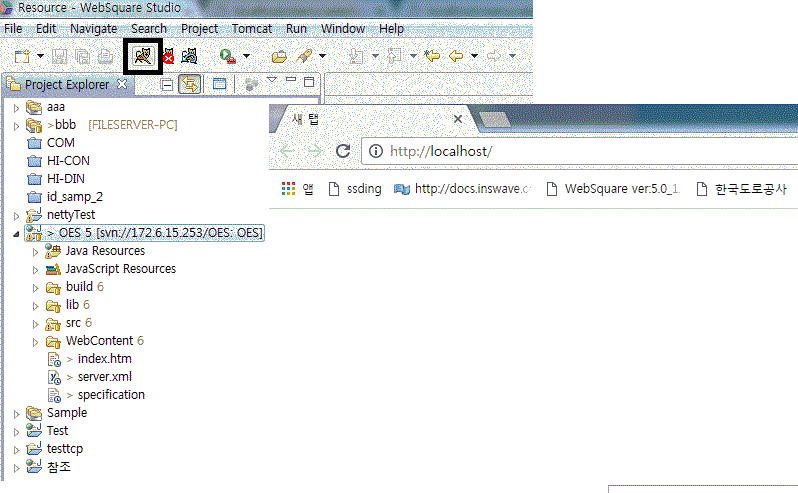 Resource - WebSquare Studio
File Edit Navigate Search Project Tomcat Run Window Help
Project Explorer
aaa
>bbb [FILESERVER-PC]
COM
HI-CON
HI-DIN
id_samp_2
nettyTest
> OES 5 [svn://172.6.15.253/OES: OES]
Java Resources
JavaScript Resources
build 6
lib 6
src 6
WebContent 6
> index.htm
> server.xml
> specification
Sample
Test
testtcp
참조
새 탭
http://localhost/
앱 ssding http://docs.inswave.c WebSquare ver:5.0_1. 한국도로공사